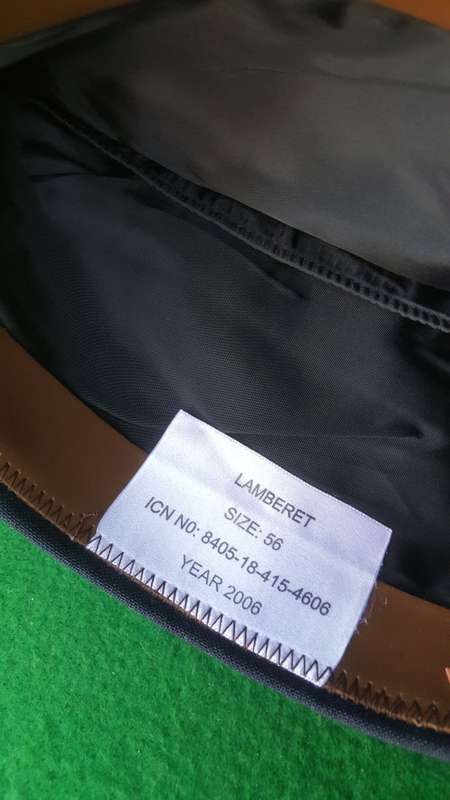 LAMBERET
SIZE: 56
ICN N0: 8405-18-415-4606
YEAR 2006